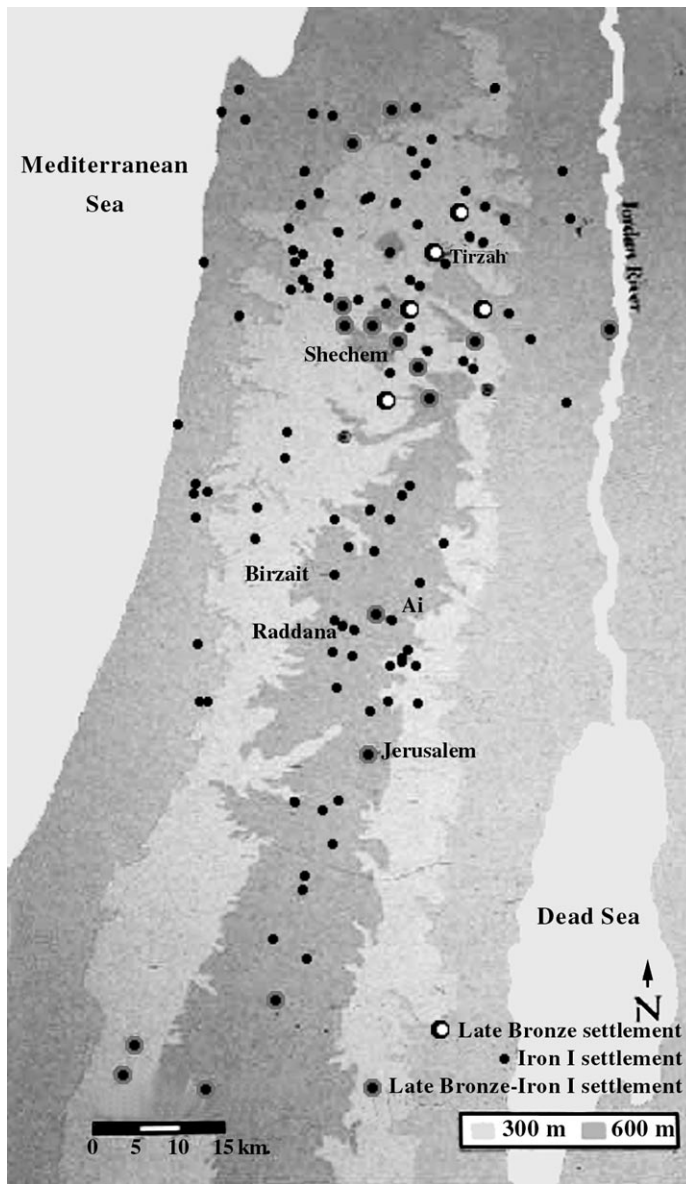 Mediterranean
Sea
Jordan River
Tirzah
Shechem
Birzait
Ai
Raddana
Jerusalem
Dead Sea
N
Late Bronze settlement
Iron I settlement
Late Bronze-Iron I settlement
0 5 10 15 km.
300 m 600 m